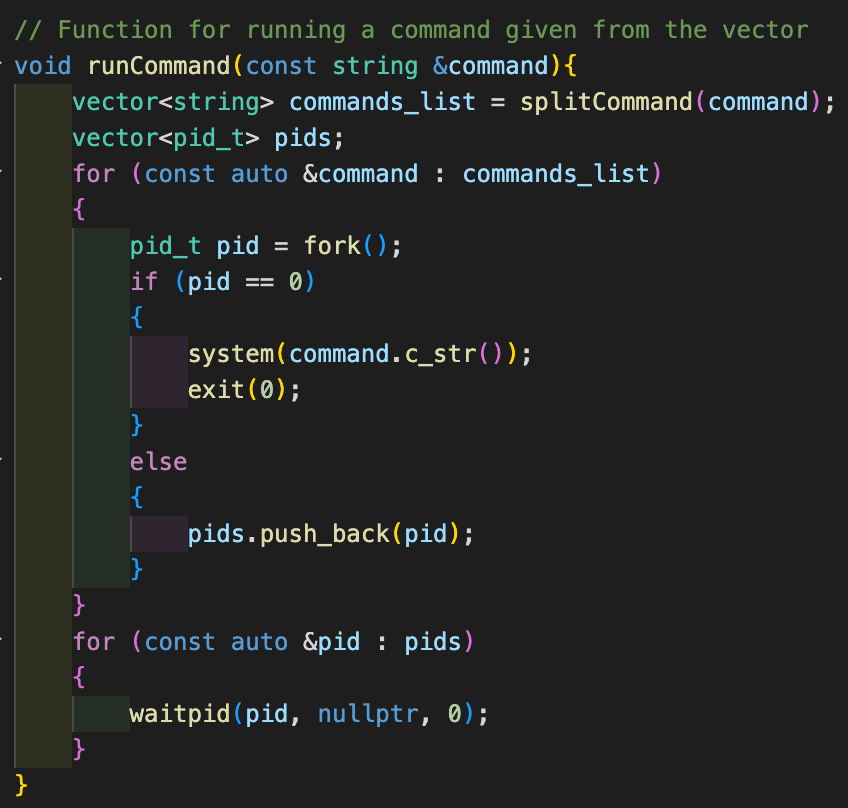 // Function for running a command given from the vector
void runCommand(const string &command){
    vector<string> commands_list = splitCommand(command);
    vector<pid_t> pids;
    for (const auto &command : commands_list)
    {
        pid_t pid = fork();
        if (pid == 0)
        {
            system(command.c_str());
            exit(0);
        }
        else
        {
            pids.push_back(pid);
        }
    }
    for (const auto &pid : pids)
    {
        waitpid(pid, nullptr, 0);
    }
}